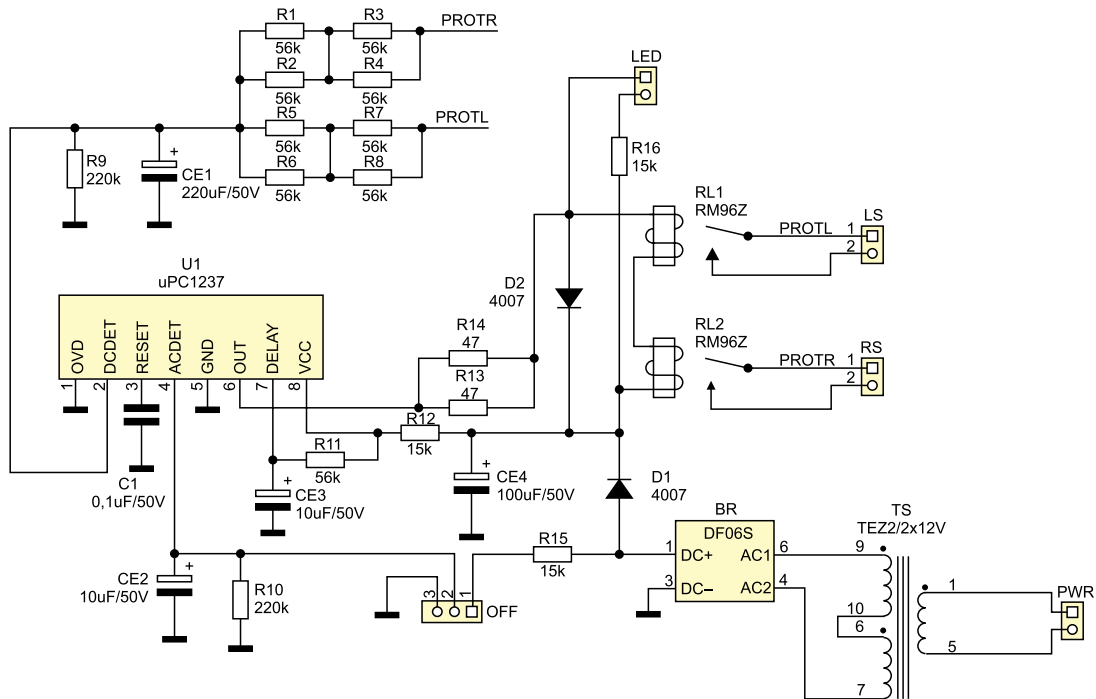 R1
56k
R3
56k
PROTR
R2
56k
R4
56k
R5
56k
R7
56k
PROTL
R6
56k
R8
56k
R9
220k
+
CE1
220uF/50V
LED
R16
15k
RL1
RM96Z
PROTL
1
2
LS
U1
uPC1237
OVD
DCDET
RESET
ACDET
GND
OUT
DELAY
VCC
1
2
3
4
5
6
7
8
D2
4007
R14
47
R13
47
RL2
RM96Z
PROTR
1
2
RS
R12
15k
R11
56k
C1
0,1uF/50V
+
CE3
10uF/50V
+
CE4
100uF/50V
D1
4007
BR
DF06S
1
DC+
AC1
6
3
DC–
AC2
4
TS
TEZ2/2x12V
9
10
6
7
1
5
PWR
R15
15k
+
CE2
10uF/50V
R10
220k
3
2
1
OFF